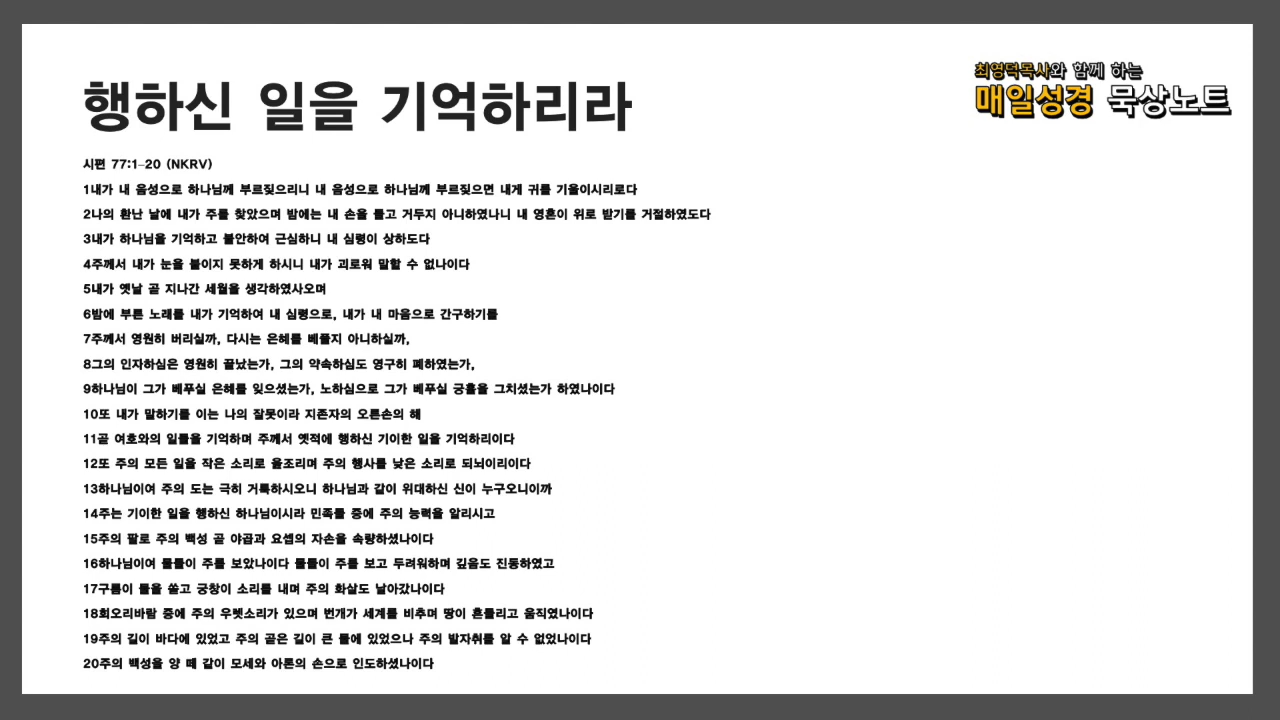 최영덕목사와 함께 하는
매일성경 묵상노트
행하신 일을 기억하리라
시편 77:1–20 (NKRV)
1내가 내 음성으로 하나님께 부르짖으리니 내 음성으로 하나님께 부르짖으면 내게 귀를 기울이시리로다
2나의 환난 날에 내가 주를 찾았으며 밤에는 내 손을 들고 거두지 아니하였나니 내 영혼이 위로 받기를 거절하였도다
3내가 하나님을 기억하고 불안하여 근심하니 내 심령이 상하도다
4주께서 내가 눈을 붙이지 못하게 하시니 내가 괴로워 말할 수 없나이다
5내가 옛날 곧 지나간 세월을 생각하였사오며
6밤에 부른 노래를 내가 기억하여 내 심령으로, 내가 내 마음으로 간구하기를
7주께서 영원히 버리실까, 다시는 은혜를 베풀지 아니하실까,
8그의 인자하심은 영원히 끝났는가, 그의 약속하심도 영구히 폐하였는가,
9하나님이 그가 베푸실 은혜를 잊으셨는가, 노하심으로 그가 베푸실 긍휼을 그치셨는가 하였나이다
10또 내가 말하기를 이는 나의 잘못이라 지존자의 오른손의 해
11곧 여호와의 일들을 기억하며 주께서 옛적에 행하신 기이한 일을 기억하리이다
12또 주의 모든 일을 작은 소리로 읊조리며 주의 행사를 낮은 소리로 되뇌이리이다
13하나님이여 주의 도는 극히 거룩하시오니 하나님과 같이 위대하신 신이 누구오니이까
14주는 기이한 일을 행하신 하나님이시라 민족들 중에 주의 능력을 알리시고
15주의 팔로 주의 백성 곧 야곱과 요셉의 자손을 속량하셨나이다
16하나님이여 물들이 주를 보았나이다 물들이 주를 보고 두려워하며 깊음도 진동하였고
17구름이 물을 쏟고 궁창이 소리를 내며 주의 화살도 날아갔나이다
18회오리바람 중에 주의 우렛소리가 있으며 번개가 세계를 비추며 땅이 흔들리고 움직였나이다
19주의 길이 바다에 있었고 주의 곧은 길이 큰 물에 있었으나 주의 발자취를 알 수 없었나이다
20주의 백성을 양 떼 같이 모세와 아론의 손으로 인도하셨나이다